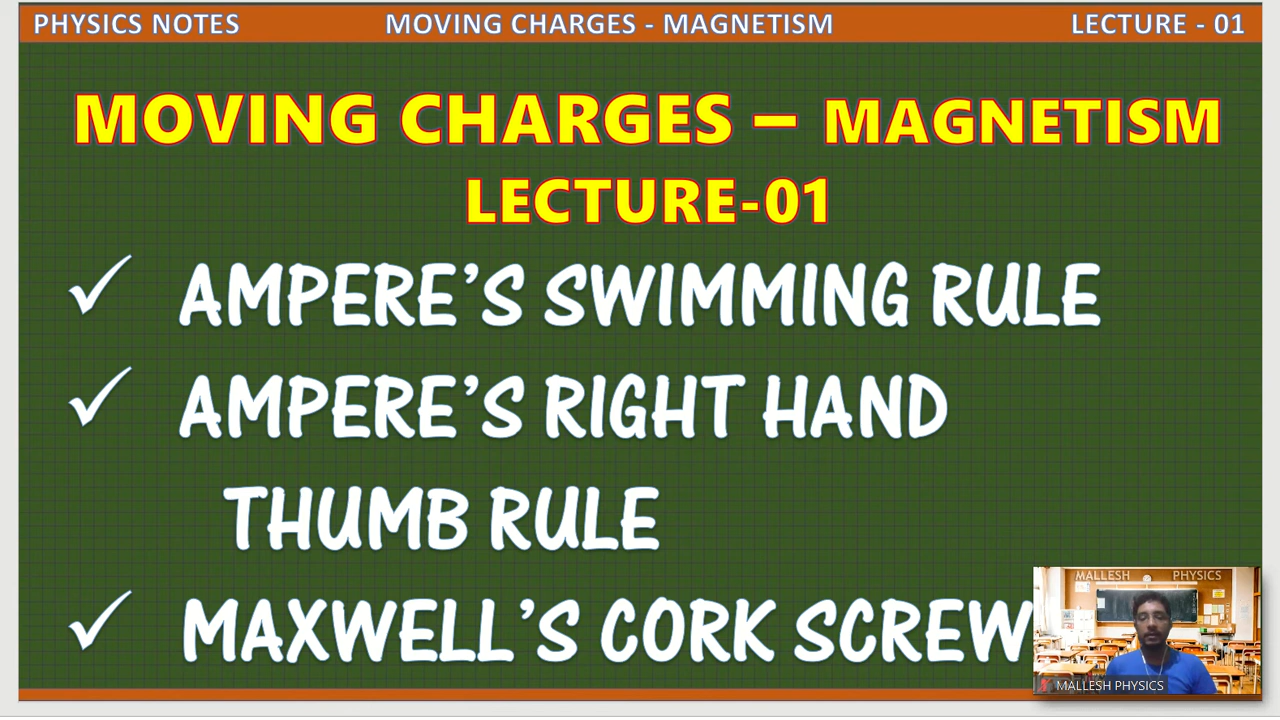 PHYSICS NOTES MOVING CHARGES - MAGNETISM LECTURE - 01
MOVING CHARGES – MAGNETISM
LECTURE-01
✓ AMPERE'S SWIMMING RULE
✓ AMPERE'S RIGHT HAND
THUMB RULE
✓ MAXWELL'S CORK SCREW
MALLESH PHYSICS
MALLESH PHYSICS